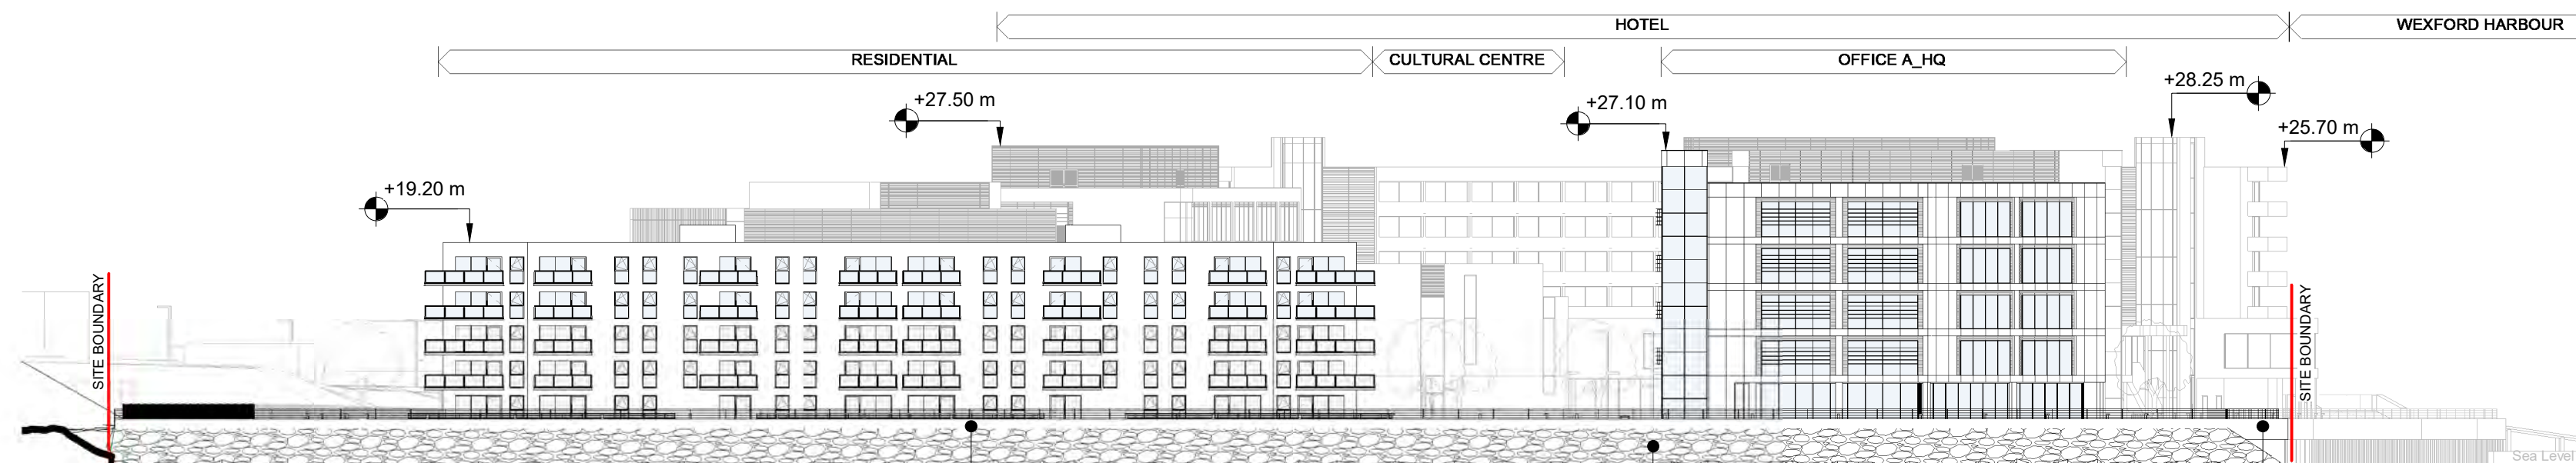 HOTEL
WEXFORD HARBOUR
RESIDENTIAL
CULTURAL CENTRE
OFFICE A_HQ
+28.25 m
+27.50 m
+27.10 m
+25.70 m
+19.20 m
SITE BOUNDARY
SITE BOUNDARY
Sea Level